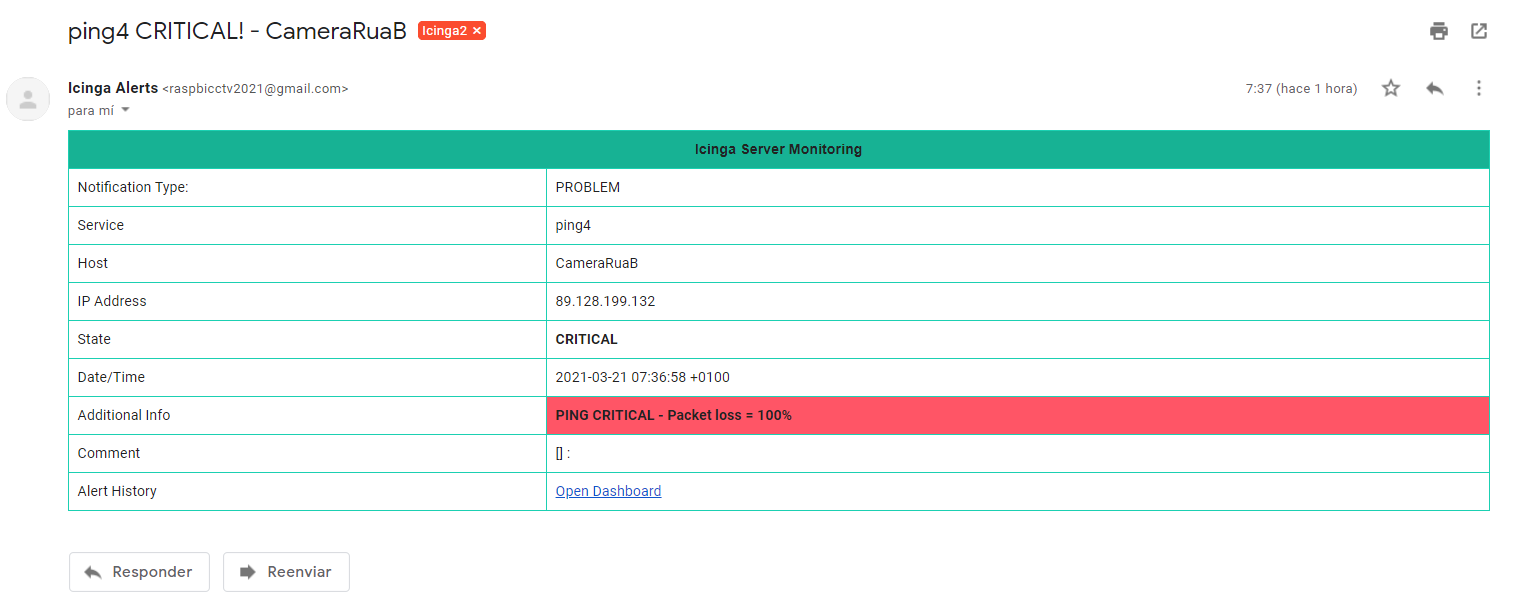 ping4 CRITICAL! - CameraRuaB Icinga2 ×
Icinga Alerts <raspbicctv2021@gmail.com> 7:37 (hace 1 hora)
para mí
Icinga Server Monitoring
Notification Type: PROBLEM
Service ping4
Host CameraRuaB
IP Address 89.128.199.132
State CRITICAL
Date/Time 2021-03-21 07:36:58 +0100
Additional Info PING CRITICAL - Packet loss = 100%
Comment [] :
Alert History Open Dashboard
Responder Reenviar